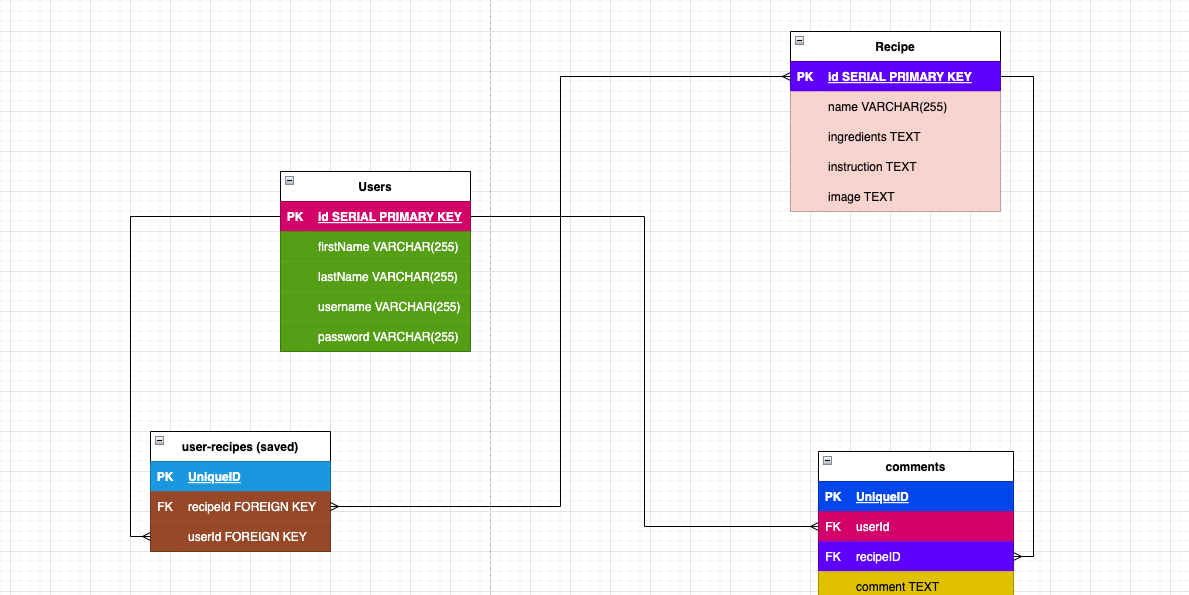 Recipe
PK id SERIAL PRIMARY KEY
name VARCHAR(255)
ingredients TEXT
instruction TEXT
image TEXT
Users
PK id SERIAL PRIMARY KEY
firstName VARCHAR(255)
lastName VARCHAR(255)
username VARCHAR(255)
password VARCHAR(255)
user-recipes (saved)
PK UniqueID
FK recipeId FOREIGN KEY
userId FOREIGN KEY
comments
PK UniqueID
FK userId
FK recipeID
comment TEXT